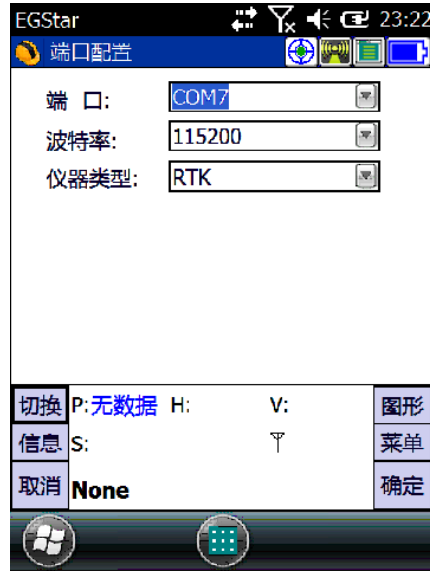 EGStar 23:22
端口配置
端 口: COM7
波特率: 115200
仪器类型: RTK
切换 P:无数据 H: V: 图形
信息 S: 菜单
取消 None 确定